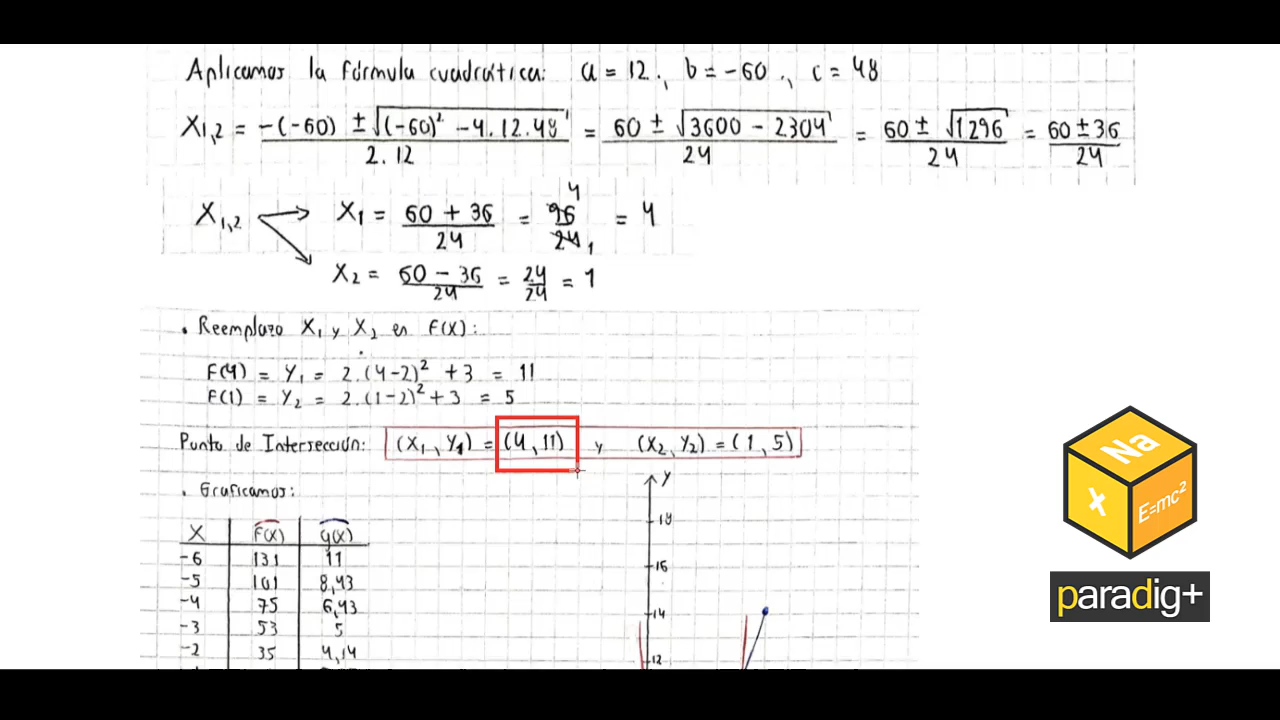 Aplicamos la fórmula cuadrática: a = 12 ; b = -60 ; c = 48
X1,2 = (-(-60) ± √((-60)² - 4.12.48)) / 2.12 = (60 ± √(3600 - 2304)) / 24 = (60 ± √1296) / 24 = (60 ± 36) / 24
X1,2 X1 = (60 + 36) / 24 = 96 4 / 24 1 = 4
X2 = (60 - 36) / 24 = 24 / 24 = 1
. Reemplazo X1 y X2 en F(X):
F(4) = Y1 = 2.(4-2)² + 3 = 11
F(1) = Y2 = 2.(1-2)² + 3 = 5
Punto de Intersección: (X1, Y1) = (4, 11) y (X2, Y2) = (1, 5)
. Graficamos:
X F(X) g(X)
-6 131 11
-5 101 8,43
-4 75 6,43
-3 53 5
-2 35 4,14
Y
18
16
14
12
Na
X
E=mc²
paradig+